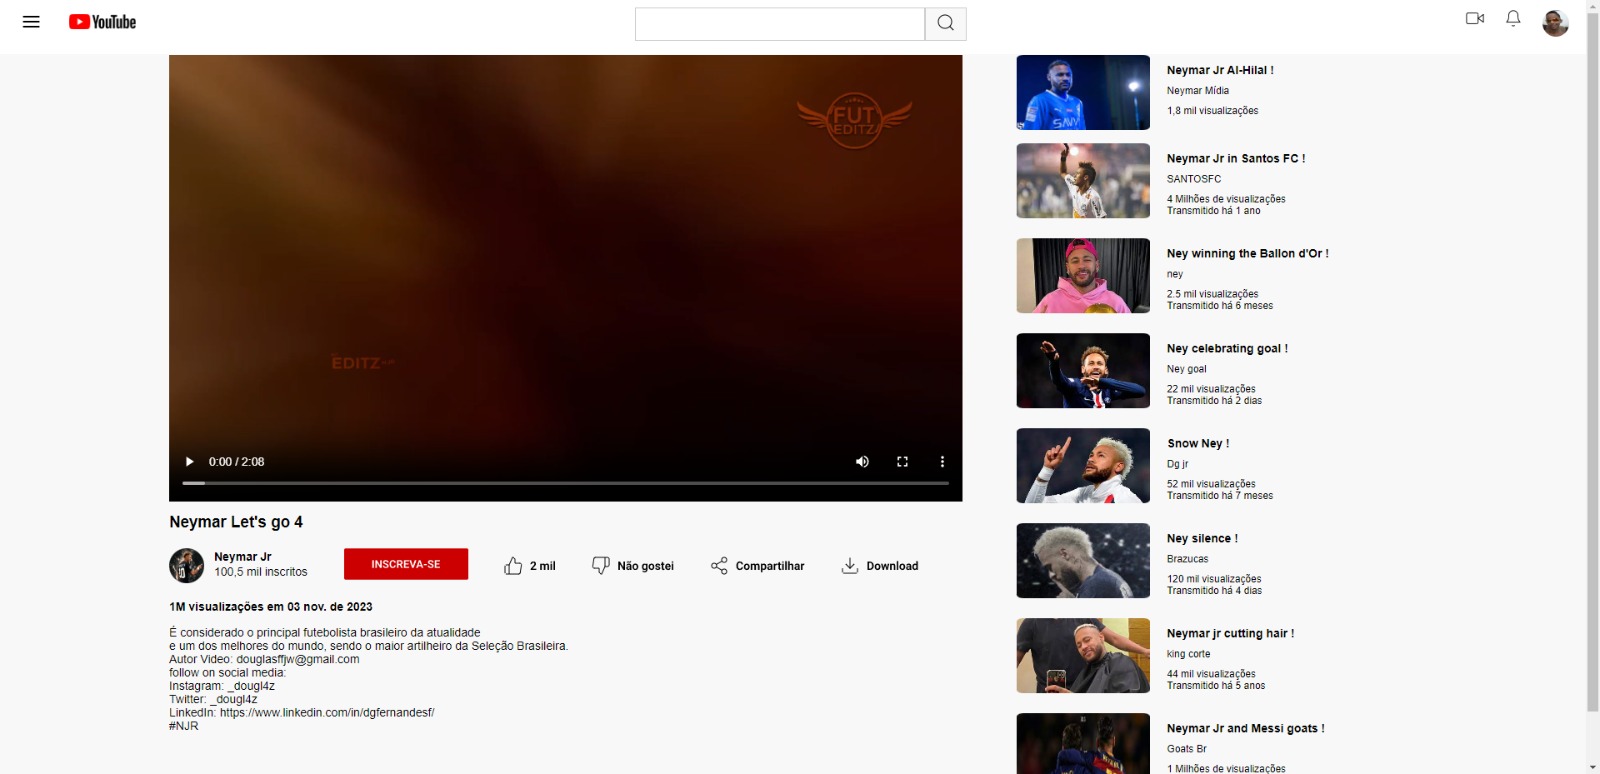 YouTube
FUT
EDITZ
EDITZ
0:00 / 2:08
Neymar Let's go 4
Neymar Jr
100,5 mil inscritos
INSCREVA-SE
2 mil
Não gostei
Compartilhar
Download
1M visualizações em 03 nov. de 2023
É considerado o principal futebolista brasileiro da atualidade
e um dos melhores do mundo, sendo o maior artilheiro da Seleção Brasileira.
Autor Video: douglasffjw@gmail.com
follow on social media:
Instagram: _dougl4z
Twitter: _dougl4z
LinkedIn: https://www.linkedin.com/in/dgfernandesf/
#NJR
Neymar Jr Al-Hilal !
Neymar Mídia
1,8 mil visualizações
Neymar Jr in Santos FC !
SANTOSFC
4 Milhões de visualizações
Transmitido há 1 ano
Ney winning the Ballon d'Or !
ney
2.5 mil visualizações
Transmitido há 6 meses
Ney celebrating goal !
Ney goal
22 mil visualizações
Transmitido há 2 dias
Snow Ney !
Dg jr
52 mil visualizações
Transmitido há 7 meses
Ney silence !
Brazucas
120 mil visualizações
Transmitido há 4 dias
Neymar jr cutting hair !
king corte
44 mil visualizações
Transmitido há 5 anos
Neymar Jr and Messi goats !
Goats Br
1 Milhões de visualizações